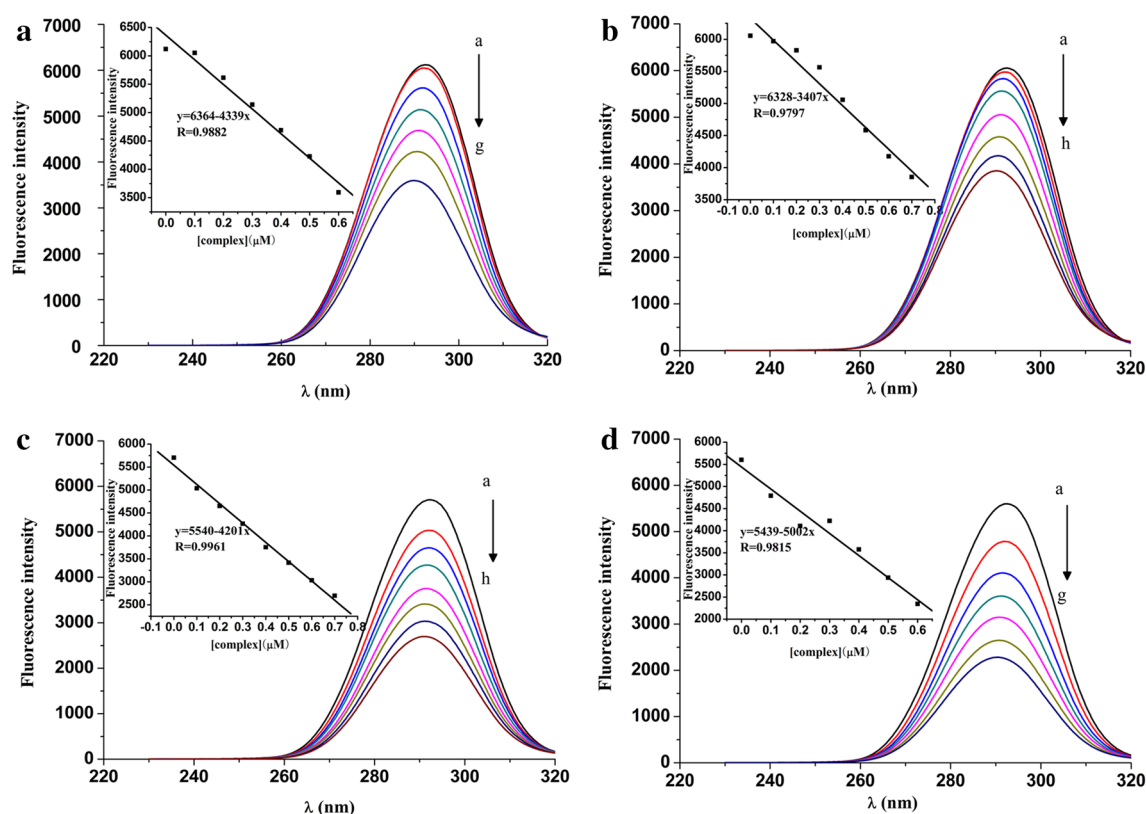 a
Fluorescence intensity
7000
6000
5000
4000
3000
2000
1000
0
220 240 260 280 300 320
λ (nm)
a
g
Fluorescence intensity
6500
6000
5500
5000
4500
4000
3500
0.0 0.1 0.2 0.3 0.4 0.5 0.6
[complex](μM)
y=6364-4339x
R=0.9882
b
Fluorescence intensity
7000
6000
5000
4000
3000
2000
1000
0
220 240 260 280 300 320
λ (nm)
a
h
Fluorescence intensity
6000
5500
5000
4500
4000
3500
-0.1 0.0 0.1 0.2 0.3 0.4 0.5 0.6 0.7 0.8
[complex](μM)
y=6328-3407x
R=0.9797
c
Fluorescence intensity
7000
6000
5000
4000
3000
2000
1000
0
220 240 260 280 300 320
λ (nm)
a
h
Fluorescence intensity
6000
5500
5000
4500
4000
3500
3000
2500
-0.1 0.0 0.1 0.2 0.3 0.4 0.5 0.6 0.7 0.8
[complex](μM)
y=5540-4201x
R=0.9961
d
Fluorescence intensity
7000
6000
5000
4000
3000
2000
1000
0
220 240 260 280 300 320
λ (nm)
a
g
Fluorescence intensity
6000
5500
5000
4500
4000
3500
3000
2500
2000
0.0 0.1 0.2 0.3 0.4 0.5 0.6
[complex](μM)
y=5439-5002x
R=0.9815